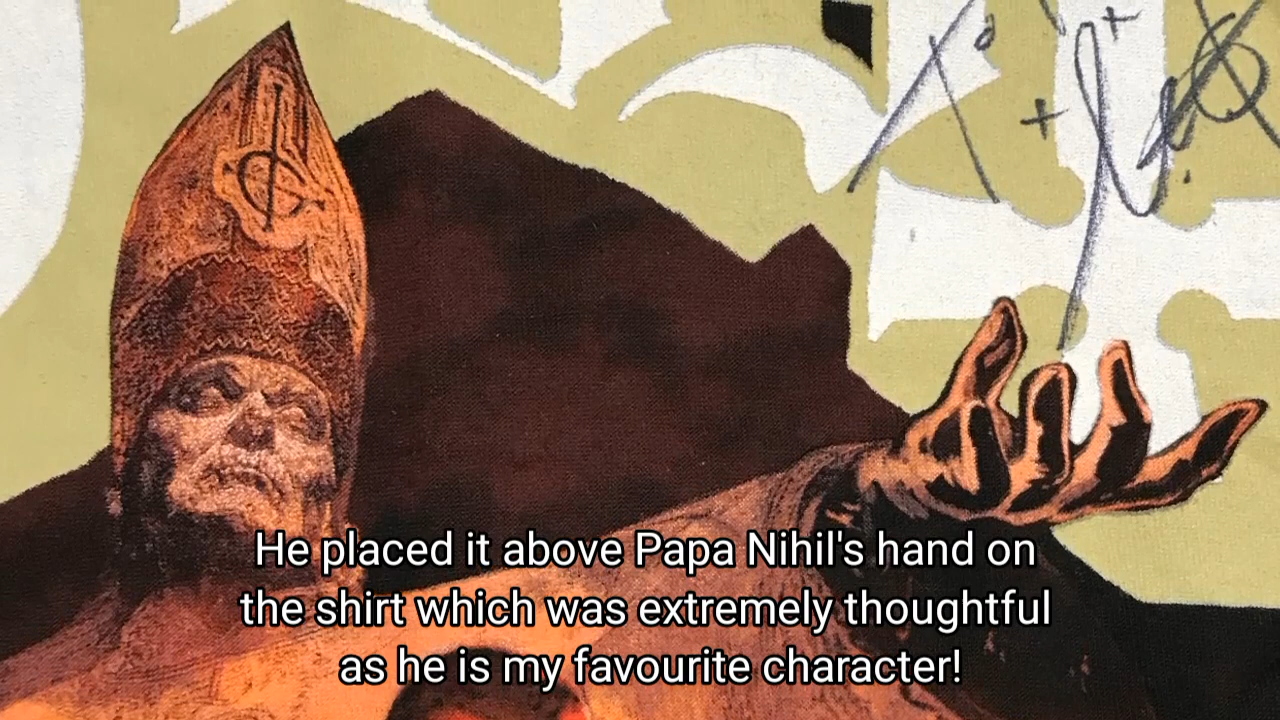 He placed it above Papa Nihil's hand on
the shirt which was extremely thoughtful
as he is my favourite character!